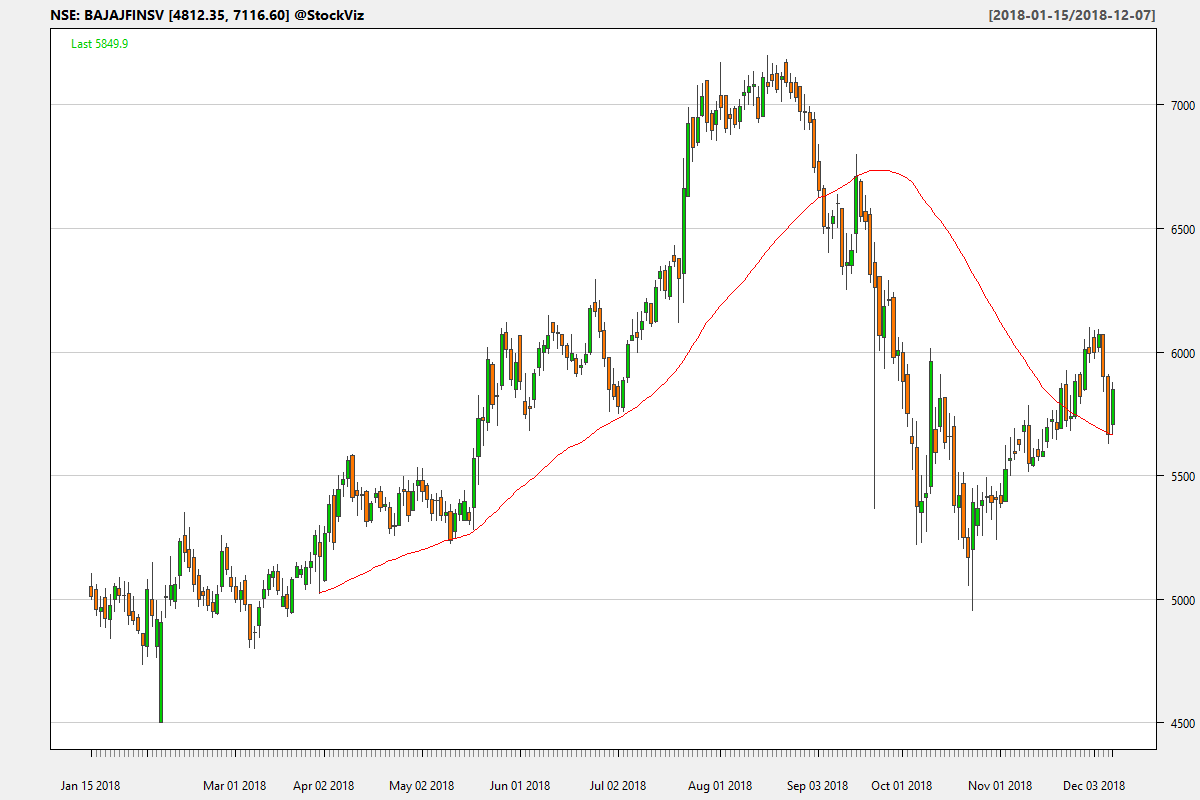 NSE: BAJAJFINSV [4812.35, 7116.60] @StockViz [2018-01-15/2018-12-07]
Last 5849.9
7000
6500
6000
5500
5000
4500
Jan 15 2018 Mar 01 2018 Apr 02 2018 May 02 2018 Jun 01 2018 Jul 02 2018 Aug 01 2018 Sep 03 2018 Oct 01 2018 Nov 01 2018 Dec 03 2018